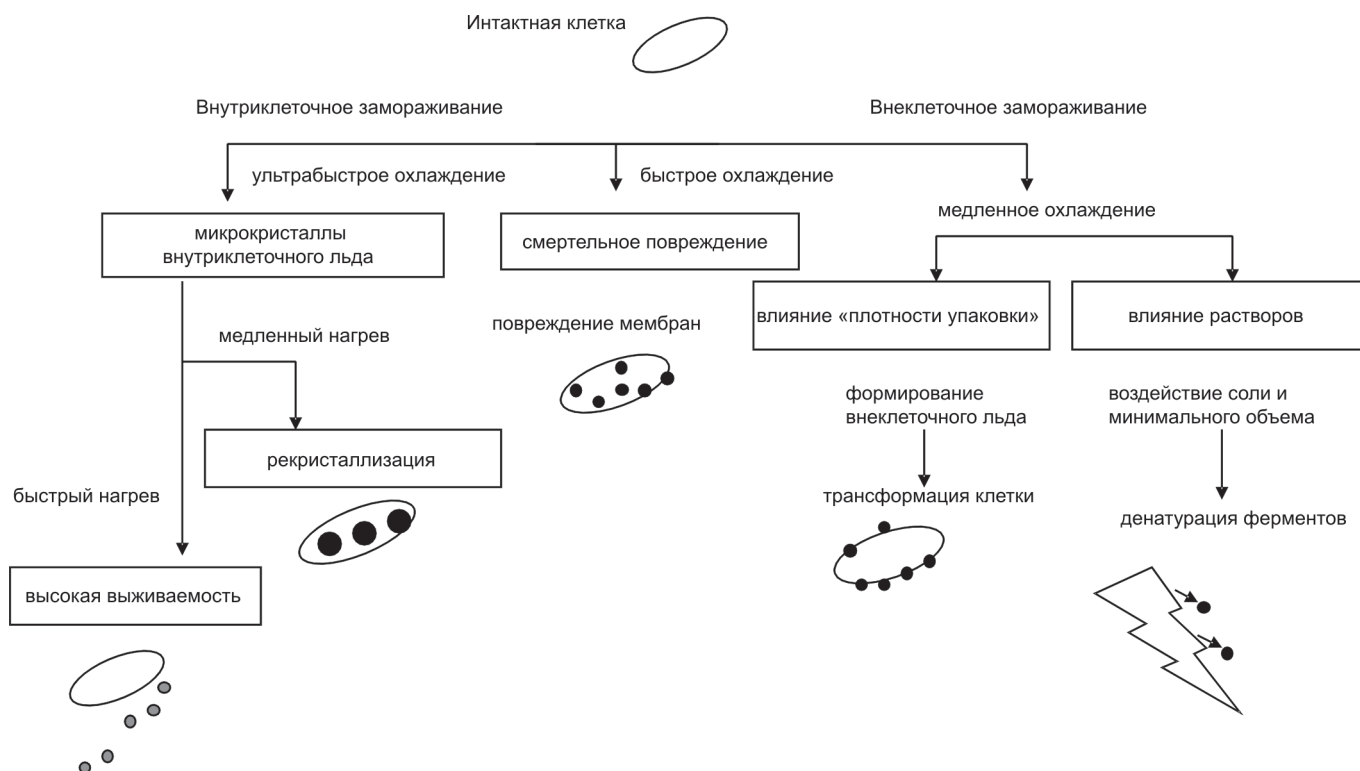 Интактная клетка
Внутриклеточное замораживание
Внеклеточное замораживание
ультрабыстрое охлаждение
быстрое охлаждение
медленное охлаждение
микрокристаллы
внутриклеточного льда
смертельное повреждение
влияние «плотности упаковки»
влияние растворов
медленный нагрев
повреждение мембран
формирование
внеклеточного льда
воздействие соли и
минимального объема
рекристаллизация
быстрый нагрев
трансформация клетки
денатурация ферментов
высокая выживаемость